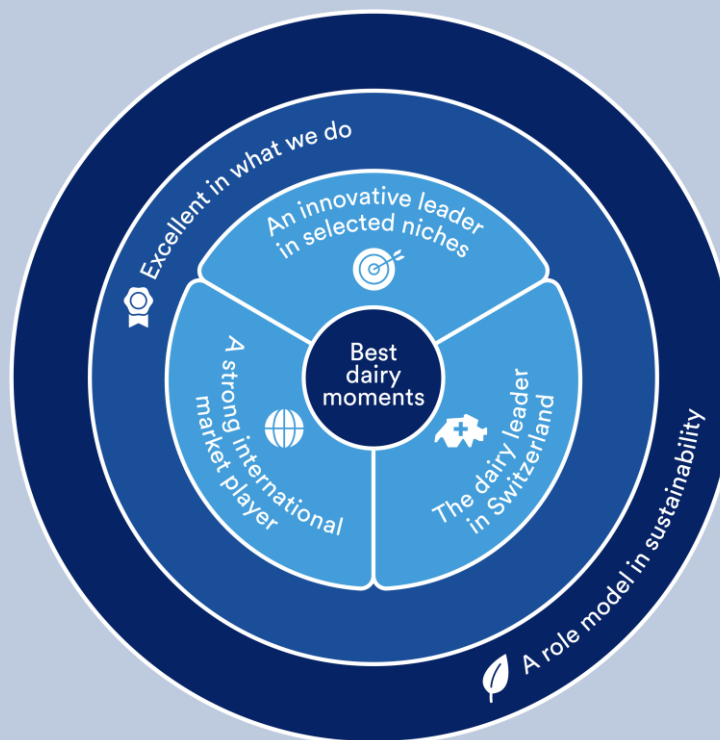 Excellent in what we do
An innovative leader
in selected niches
Best
dairy
moments
A strong international
market player
The dairy leader
in Switzerland
A role model in sustainability